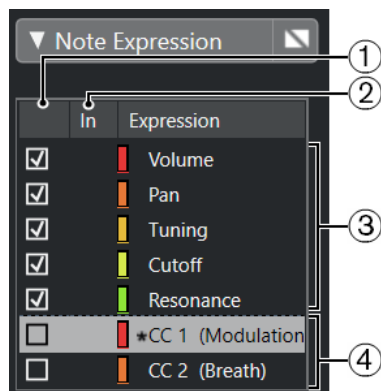 Note Expression
①
②
In Expression
Volume
Pan
Tuning
③
Cutoff
Resonance
*CC 1 (Modulation
④
CC 2 (Breath)